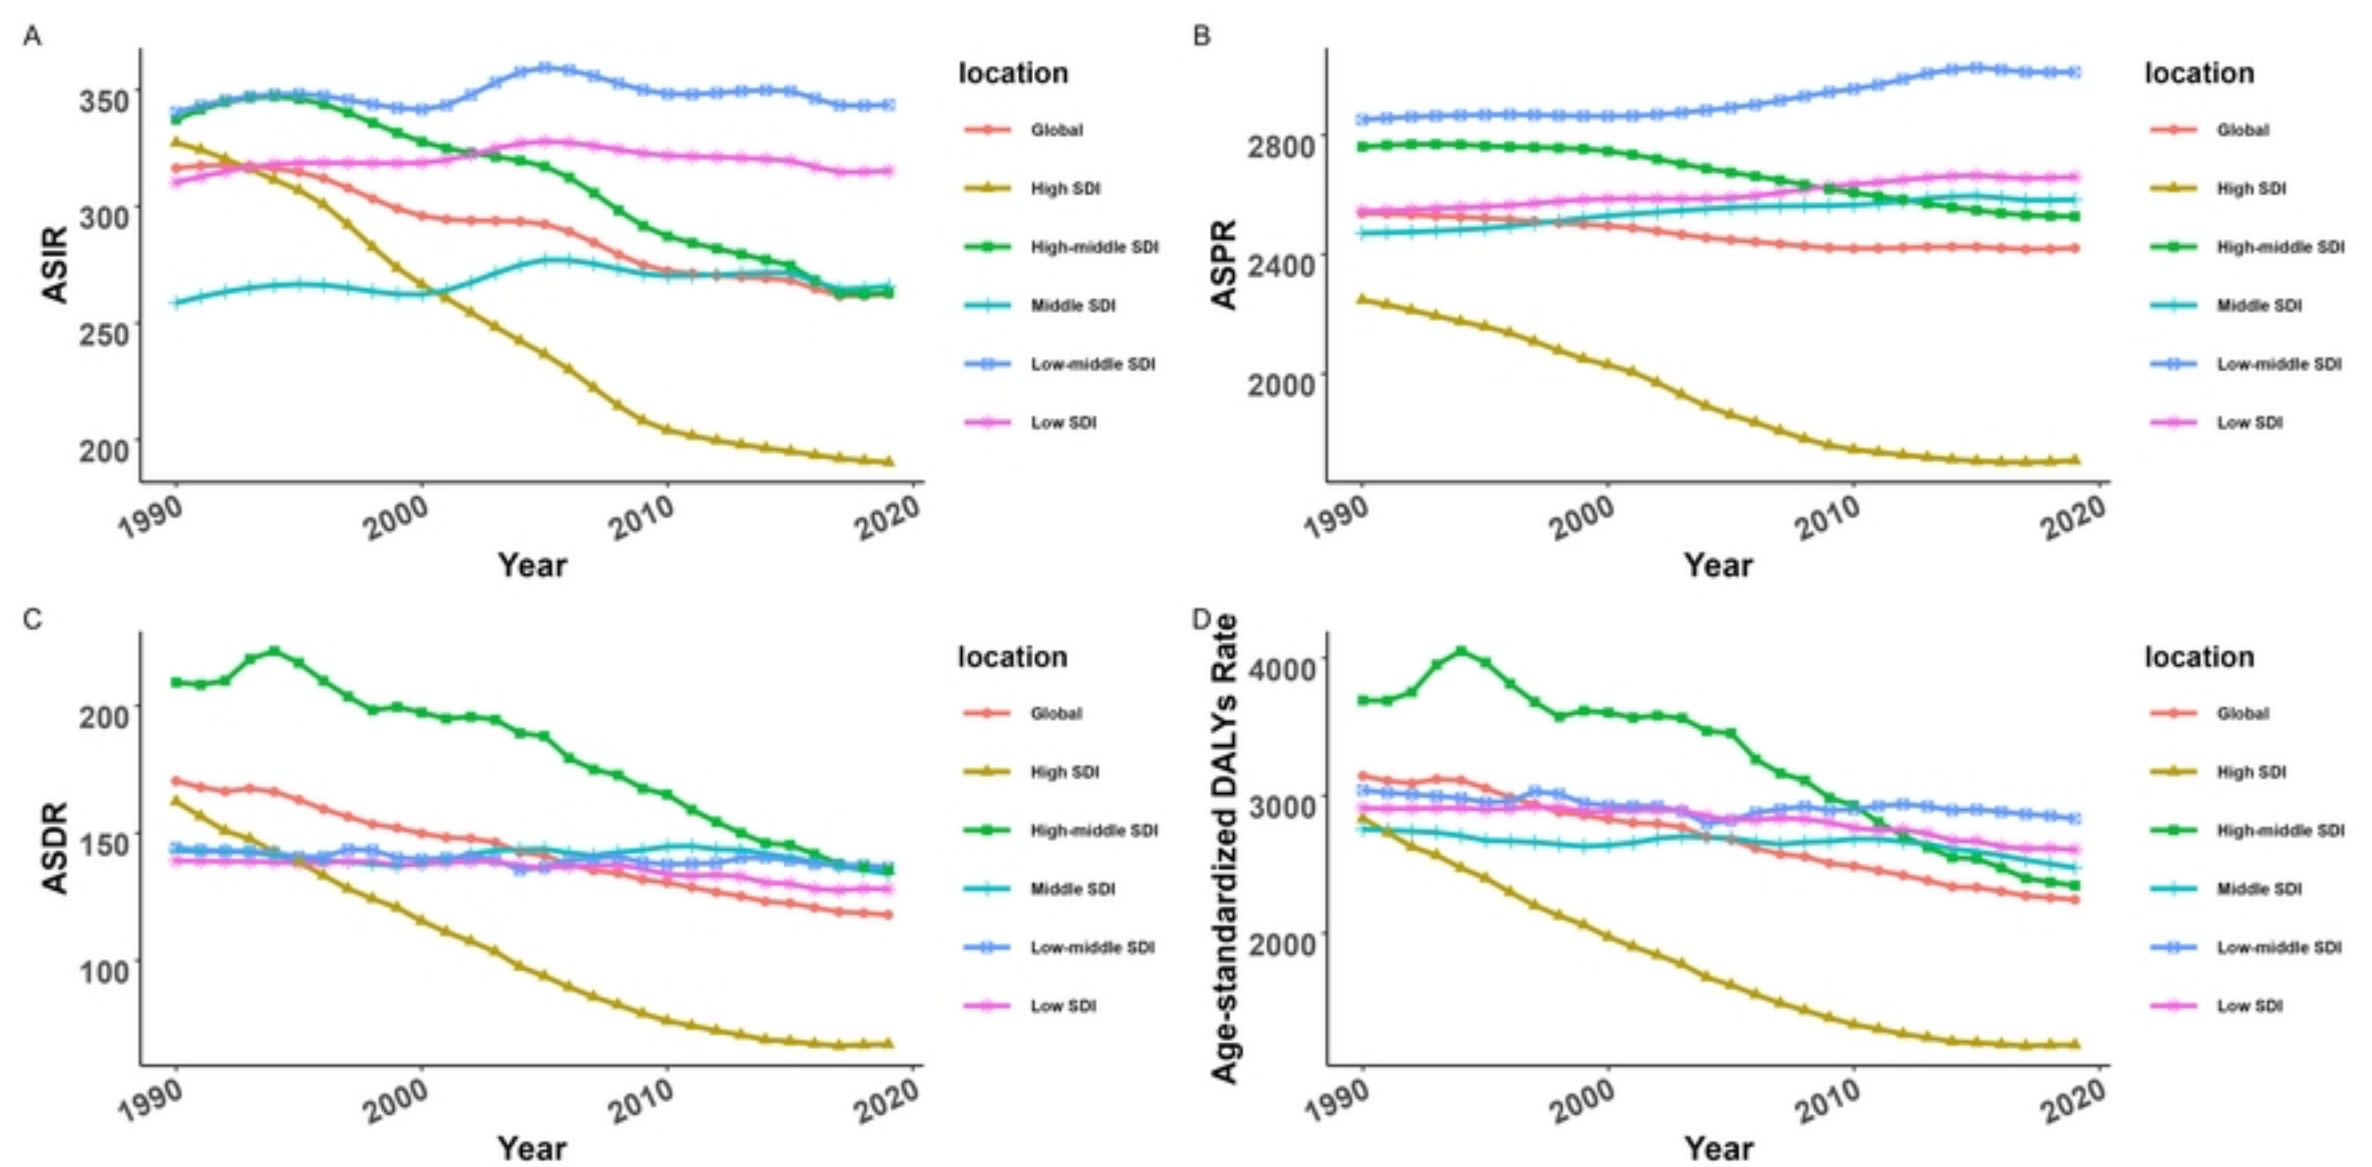 A
ASIR
350
300
250
200
1990
2000
2010
2020
Year
location
Global
High SDI
High-middle SDI
Middle SDI
Low-middle SDI
Low SDI
B
ASPR
2800
2400
2000
1990
2000
2010
2020
Year
location
Global
High SDI
High-middle SDI
Middle SDI
Low-middle SDI
Low SDI
C
ASDR
200
150
100
1990
2000
2010
2020
Year
location
Global
High SDI
High-middle SDI
Middle SDI
Low-middle SDI
Low SDI
D
Age-standardized DALYs Rate
4000
3000
2000
1990
2000
2010
2020
Year
location
Global
High SDI
High-middle SDI
Middle SDI
Low-middle SDI
Low SDI